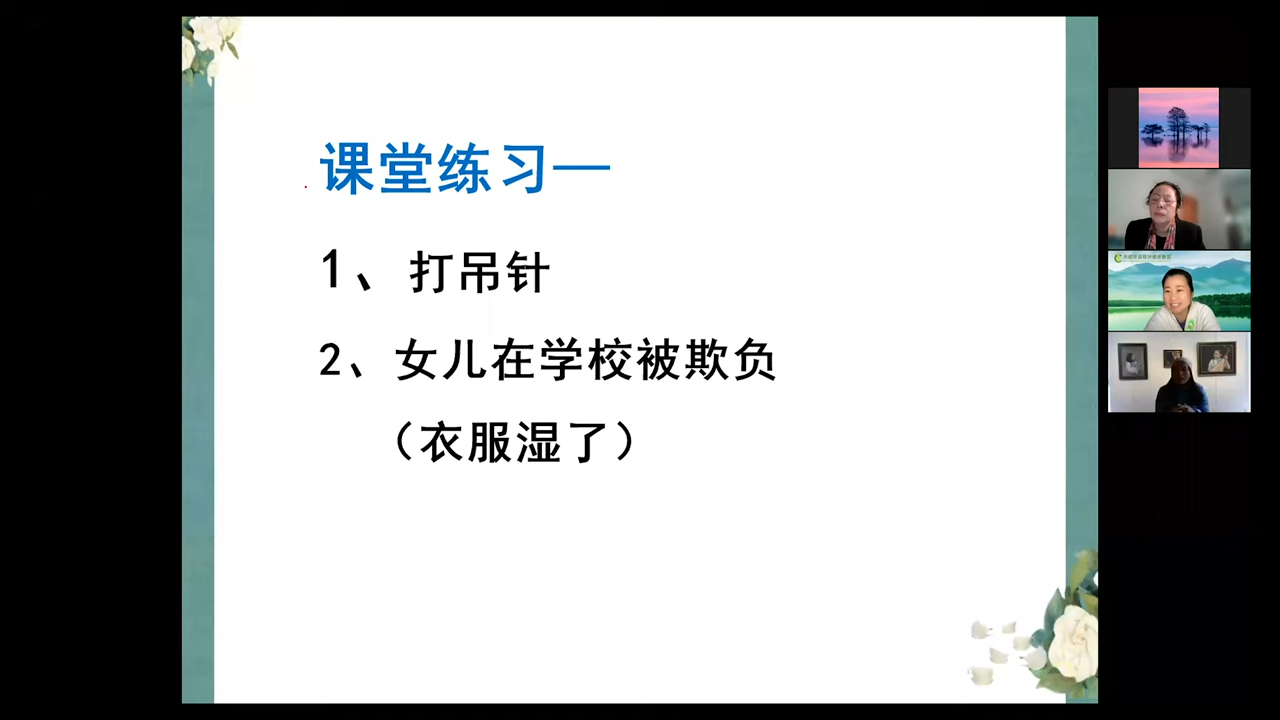 课堂练习—
1、打吊针
2、女儿在学校被欺负
（衣服湿了）